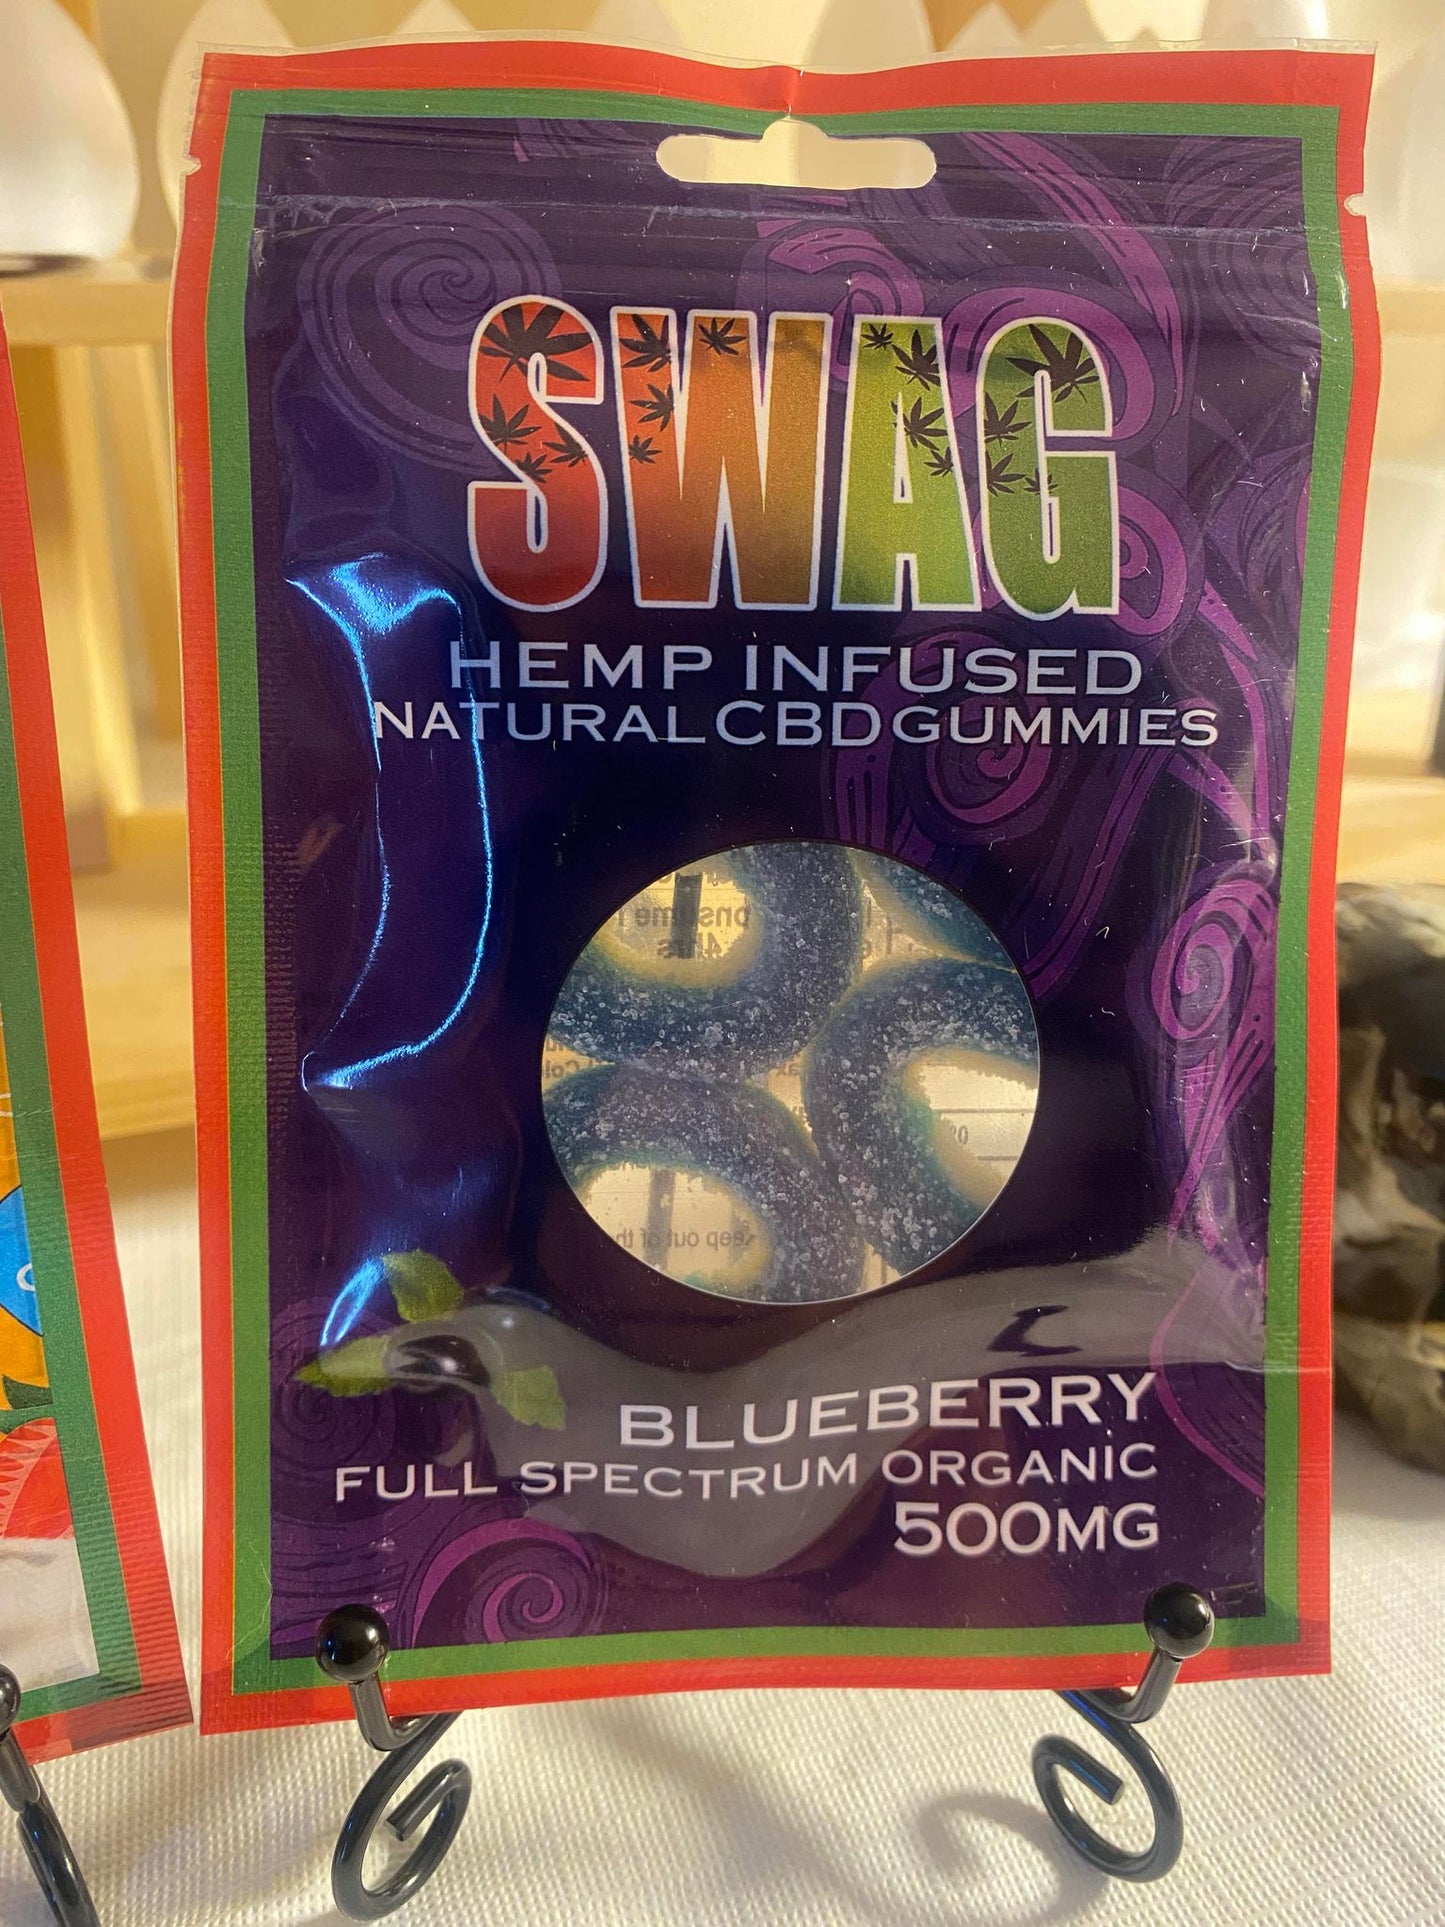 SWAG
HEMP INFUSED
NATURAL CBD GUMMIES
BLUEBERRY
FULL SPECTRUM ORGANIC
500MG